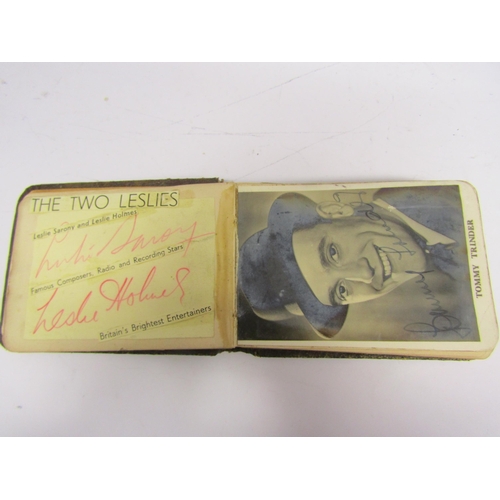 THE TWO LESLIES
Leslie Sarony and Leslie Holmes
Leslie Sarony
Famous Composers, Radio and Recording Stars
Leslie Holmes
Britain's Brightest Entertainers
TOMMY TRINDER